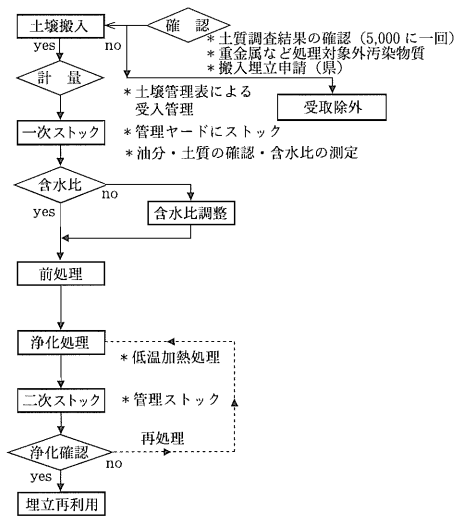 土壌搬入
確 認
yes
no
＊土質調査結果の確認（5,000に一回）
＊重金属など処理対象外汚染物質
＊搬入埋立申請（県）
計 量
＊土壌管理表による
受入管理
受取除外
一次ストック
＊管理ヤードにストック
＊油分・土質の確認・含水比の測定
含水比
no
yes
含水比調整
前処理
浄化処理
＊低温加熱処理
二次ストック
＊管理ストック
再処理
浄化確認
no
yes
埋立再利用